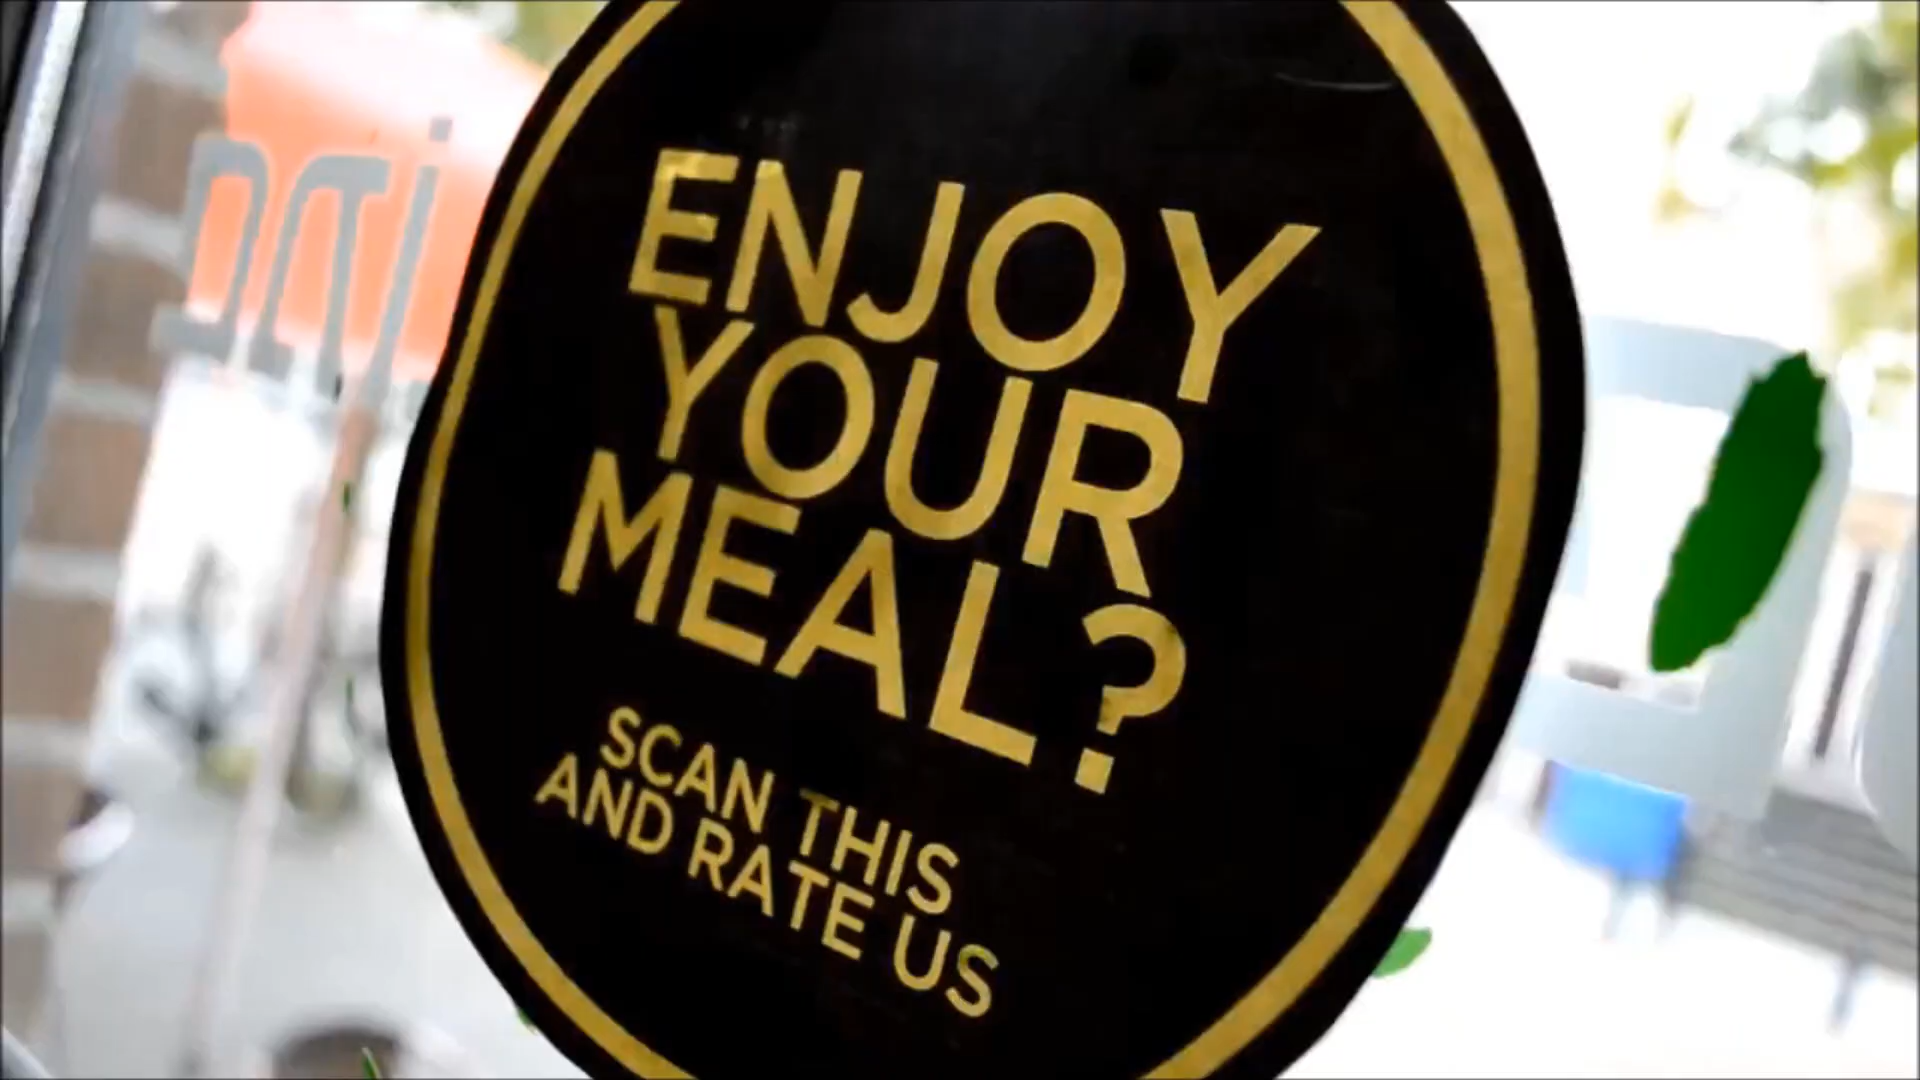 ENJOY
YOUR
MEAL?
SCAN THIS
AND RATE US